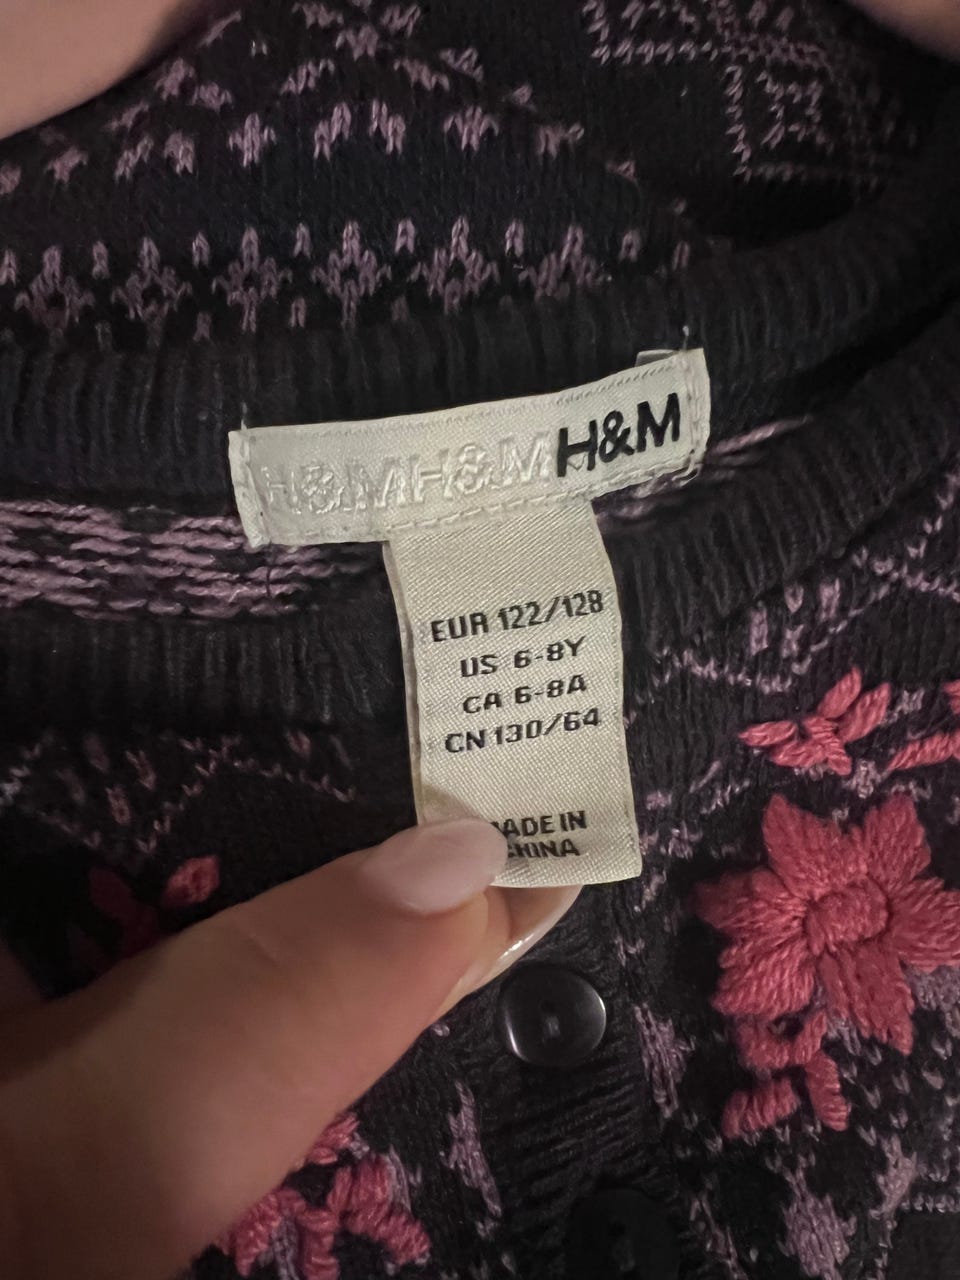 H&MH&MH&M
EUR 122/128
US 6-8Y
CA 6-8A
CN 130/64
MADE IN
CHINA